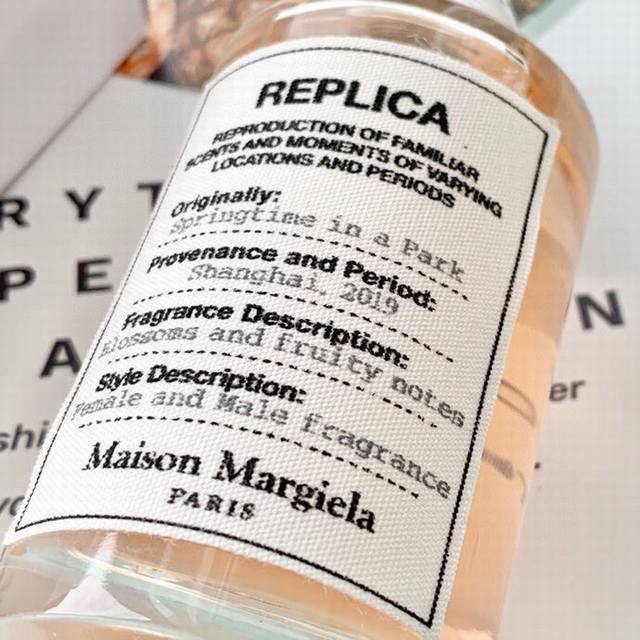 REPLICA
REPRODUCTION OF FAMILIAR
SCENTS AND MOMENTS OF VARYING
LOCATIONS AND PERIODS
Originally:
Springtime in a Park
Provenance and Period:
Shanghai, 2019
Fragrance Description:
Blossoms and fruity notes
Style Description:
Female and Male fragrance
Maison Margiela
PARIS